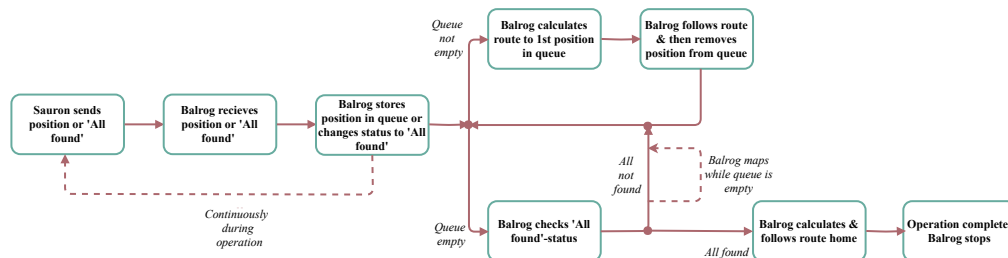 Queue
not
empty
Balrog calculates
route to 1st position
in queue
Balrog follows route
& then removes
position from queue
Sauron sends
position or 'All
found'
Balrog recieves
position or 'All
found'
Balrog stores
position in queue or
changes status to 'All
found'
All
not
found
Balrog maps
while queue is
empty
Continuously
during
operation
Queue
empty
Balrog checks 'All
found'-status
All found
Balrog calculates &
follows route home
Operation complete
Balrog stops